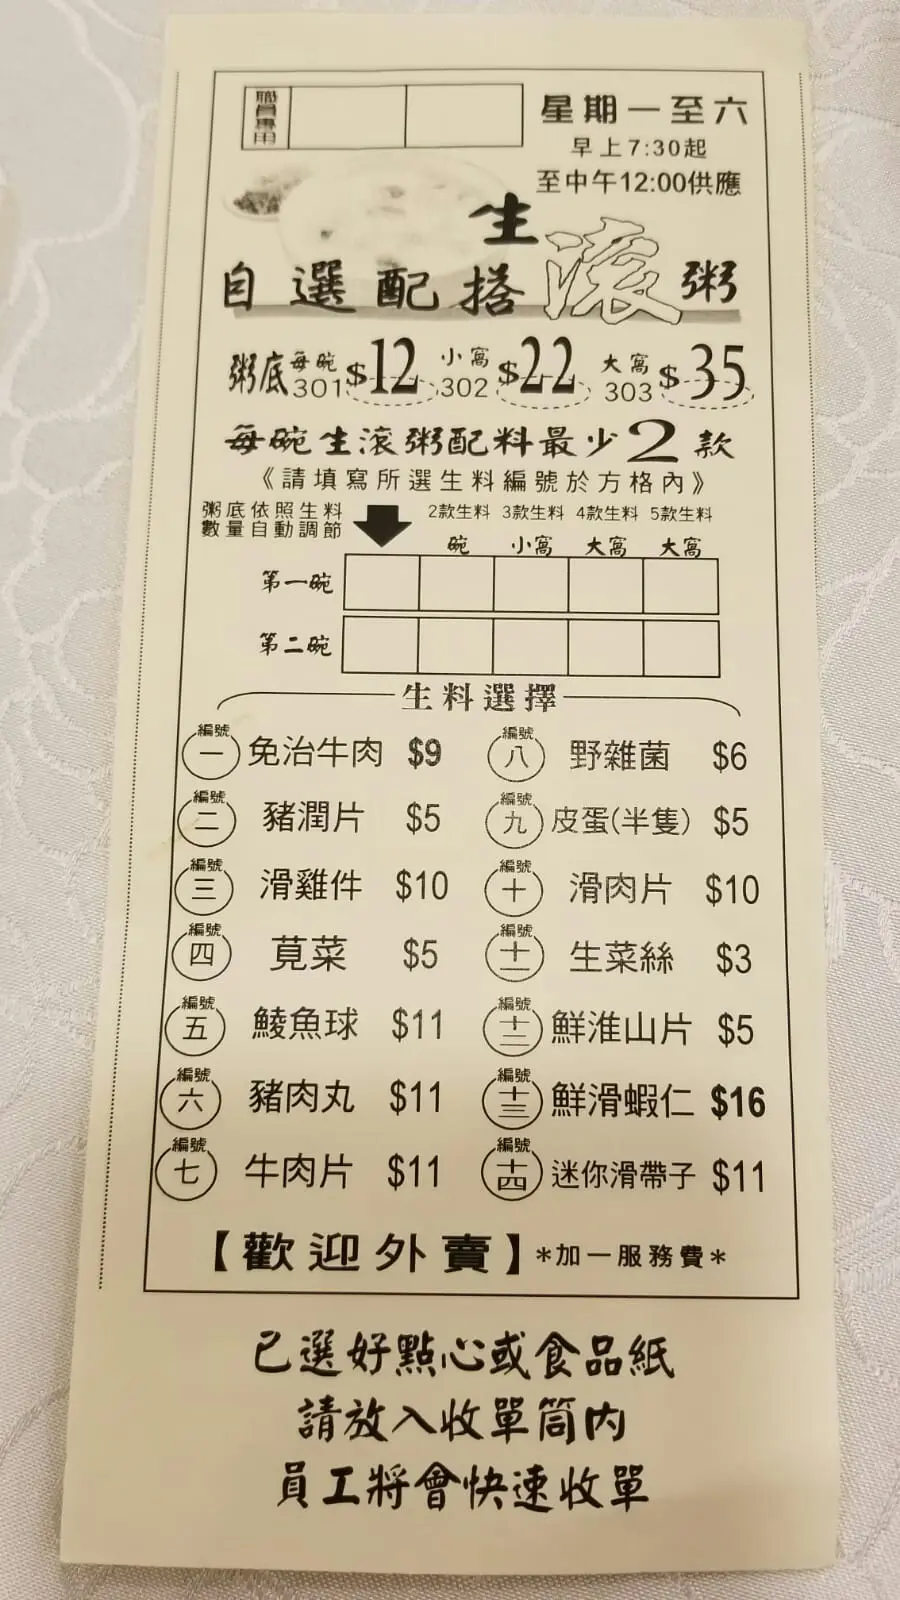 職員專用
星期一至六
早上7:30起
至中午12:00供應
自選配搭生滾粥
粥底 每碗 301 $12 小窩 302 $22 大窩 303 $35
每碗生滾粥配料最少2款
《請填寫所選生料編號於方格內》
粥底依照生料
數量自動調節
2款生料 3款生料 4款生料 5款生料
碗 小窩 大窩 大窩
第一碗
第二碗
生料選擇
編號一 免治牛肉 $9 編號八 野雜菌 $6
編號二 豬潤片 $5 編號九 皮蛋(半隻) $5
編號三 滑雞件 $10 編號十 滑肉片 $10
編號四 莧菜 $5 編號十一 生菜絲 $3
編號五 鯪魚球 $11 編號十二 鮮淮山片 $5
編號六 豬肉丸 $11 編號十三 鮮滑蝦仁 $16
編號七 牛肉片 $11 編號十四 迷你滑帶子 $11
【歡迎外賣】*加一服務費*
已選好點心或食品紙
請放入收單筒内
員工將會快速收單